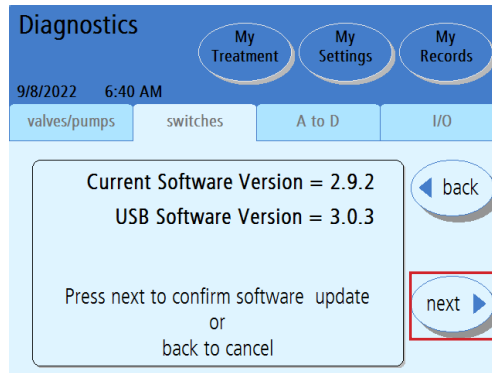 Diagnostics
My Treatment
My Settings
My Records
9/8/2022 6:40 AM
valves/pumps switches A to D I/O
Current Software Version = 2.9.2
USB Software Version = 3.0.3
back
Press next to confirm software update
or
back to cancel
next